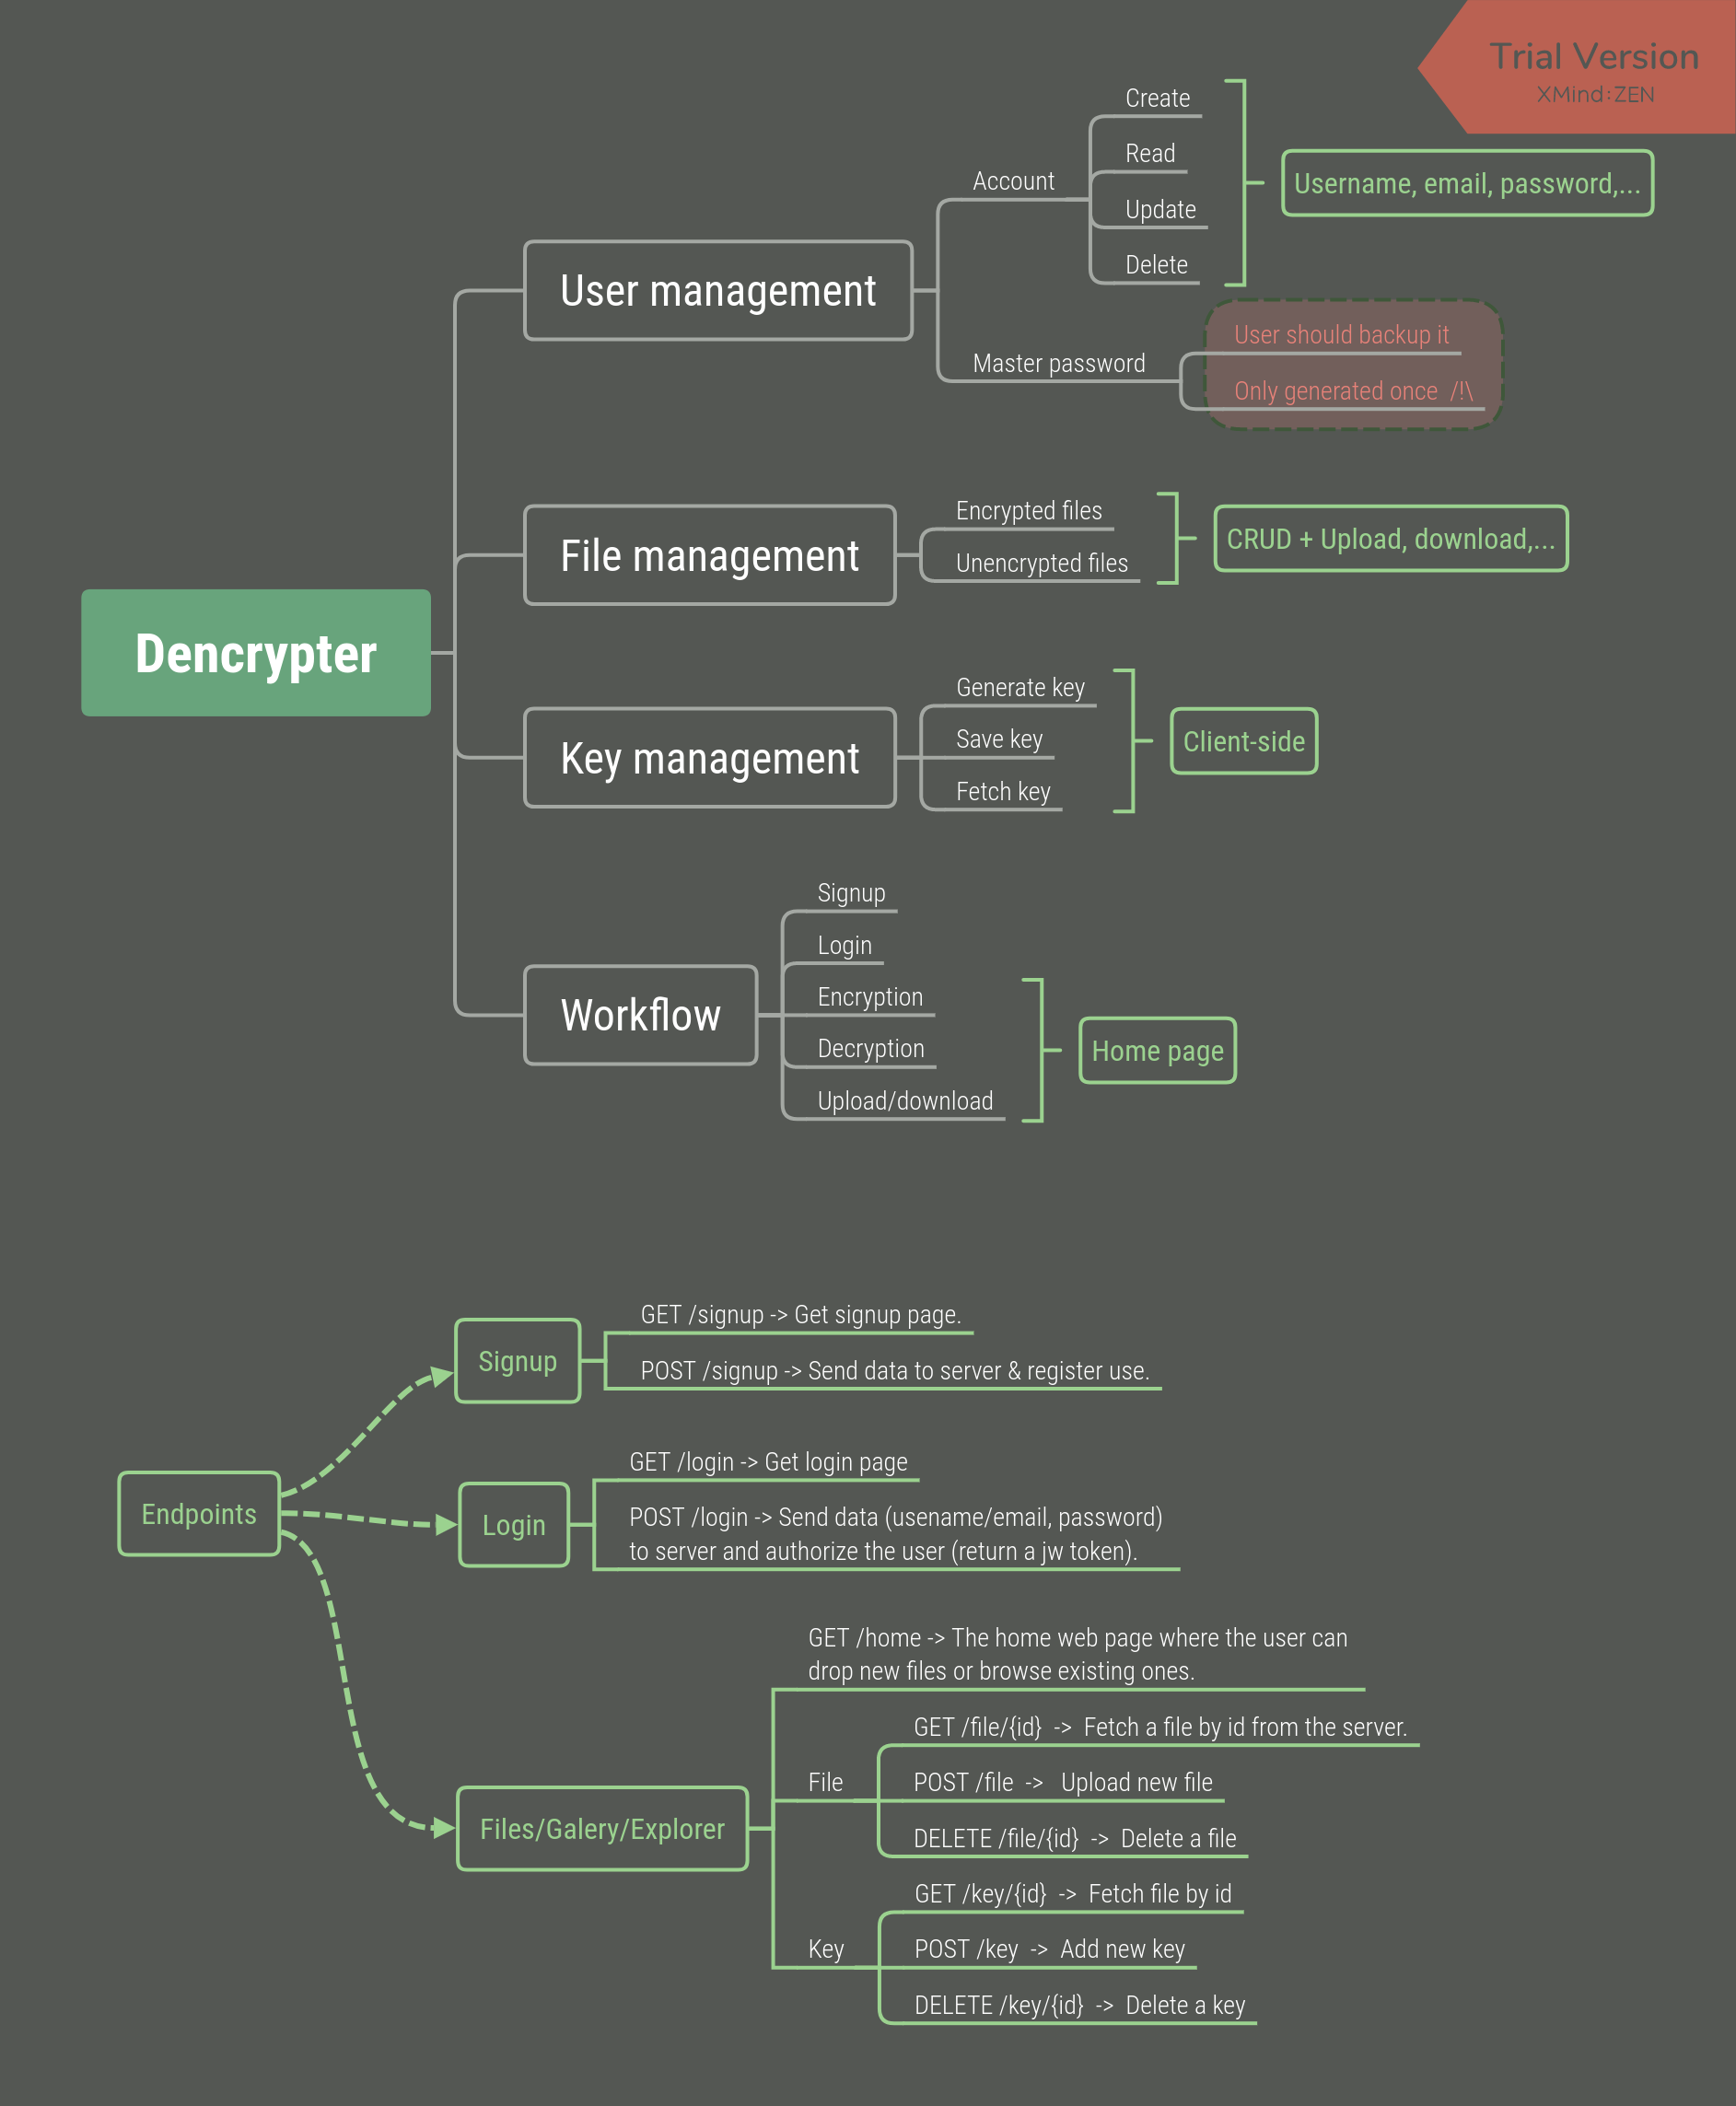 Trial Version
XMind:ZEN
Create
Read
Account
Username, email, password,...
Update
Delete
User management
User should backup it
Master password
Only generated once /!\
Encrypted files
File management
CRUD + Upload, download,...
Unencrypted files
Dencrypter
Generate key
Key management
Save key
Client-side
Fetch key
Signup
Login
Workflow
Encryption
Decryption
Home page
Upload/download
GET /signup -> Get signup page.
Signup
POST /signup -> Send data to server & register use.
Endpoints
GET /login -> Get login page
Login
POST /login -> Send data (usename/email, password)
to server and authorize the user (return a jw token).
GET /home -> The home web page where the user can
drop new files or browse existing ones.
GET /file/{id} -> Fetch a file by id from the server.
File
POST /file -> Upload new file
Files/Galery/Explorer
DELETE /file/{id} -> Delete a file
GET /key/{id} -> Fetch file by id
Key
POST /key -> Add new key
DELETE /key/{id} -> Delete a key